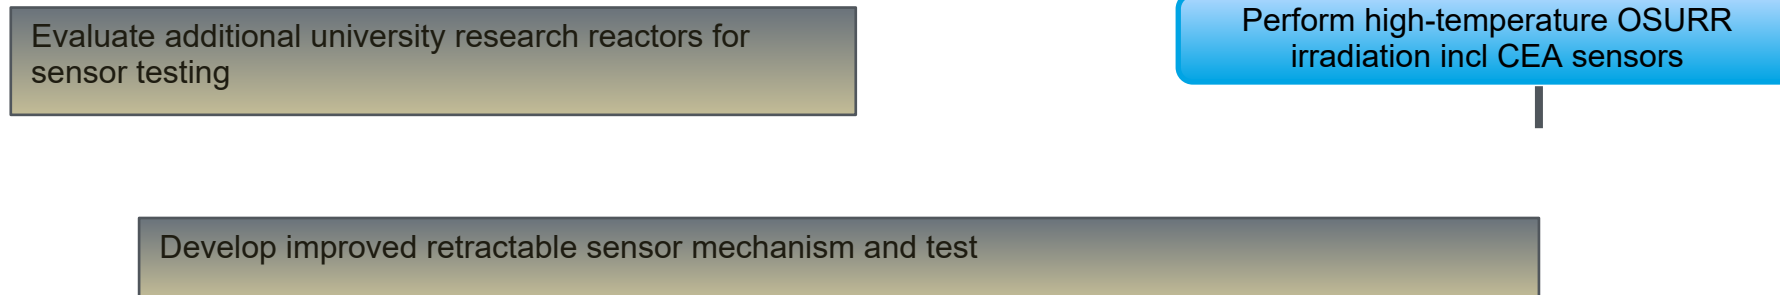 Evaluate additional university research reactors for
sensor testing
Perform high-temperature OSURR
irradiation incl CEA sensors
Develop improved retractable sensor mechanism and test